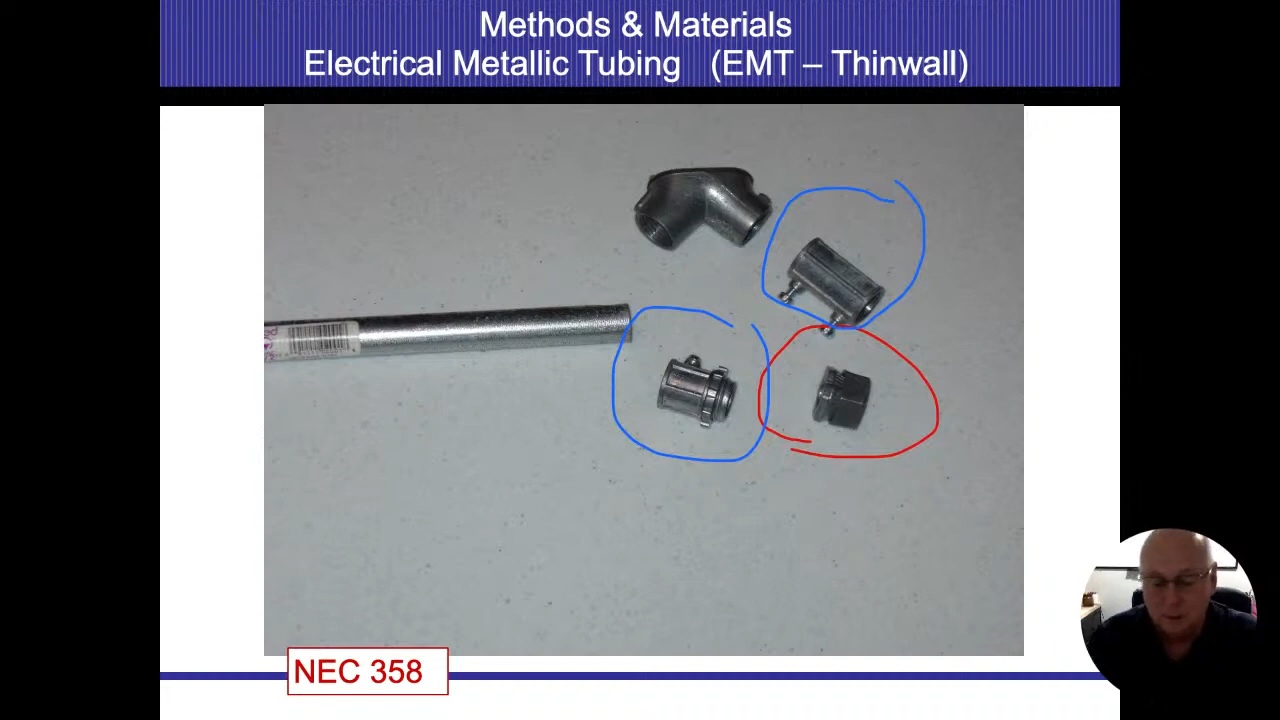 Methods & Materials
Electrical Metallic Tubing (EMT – Thinwall)
NEC 358